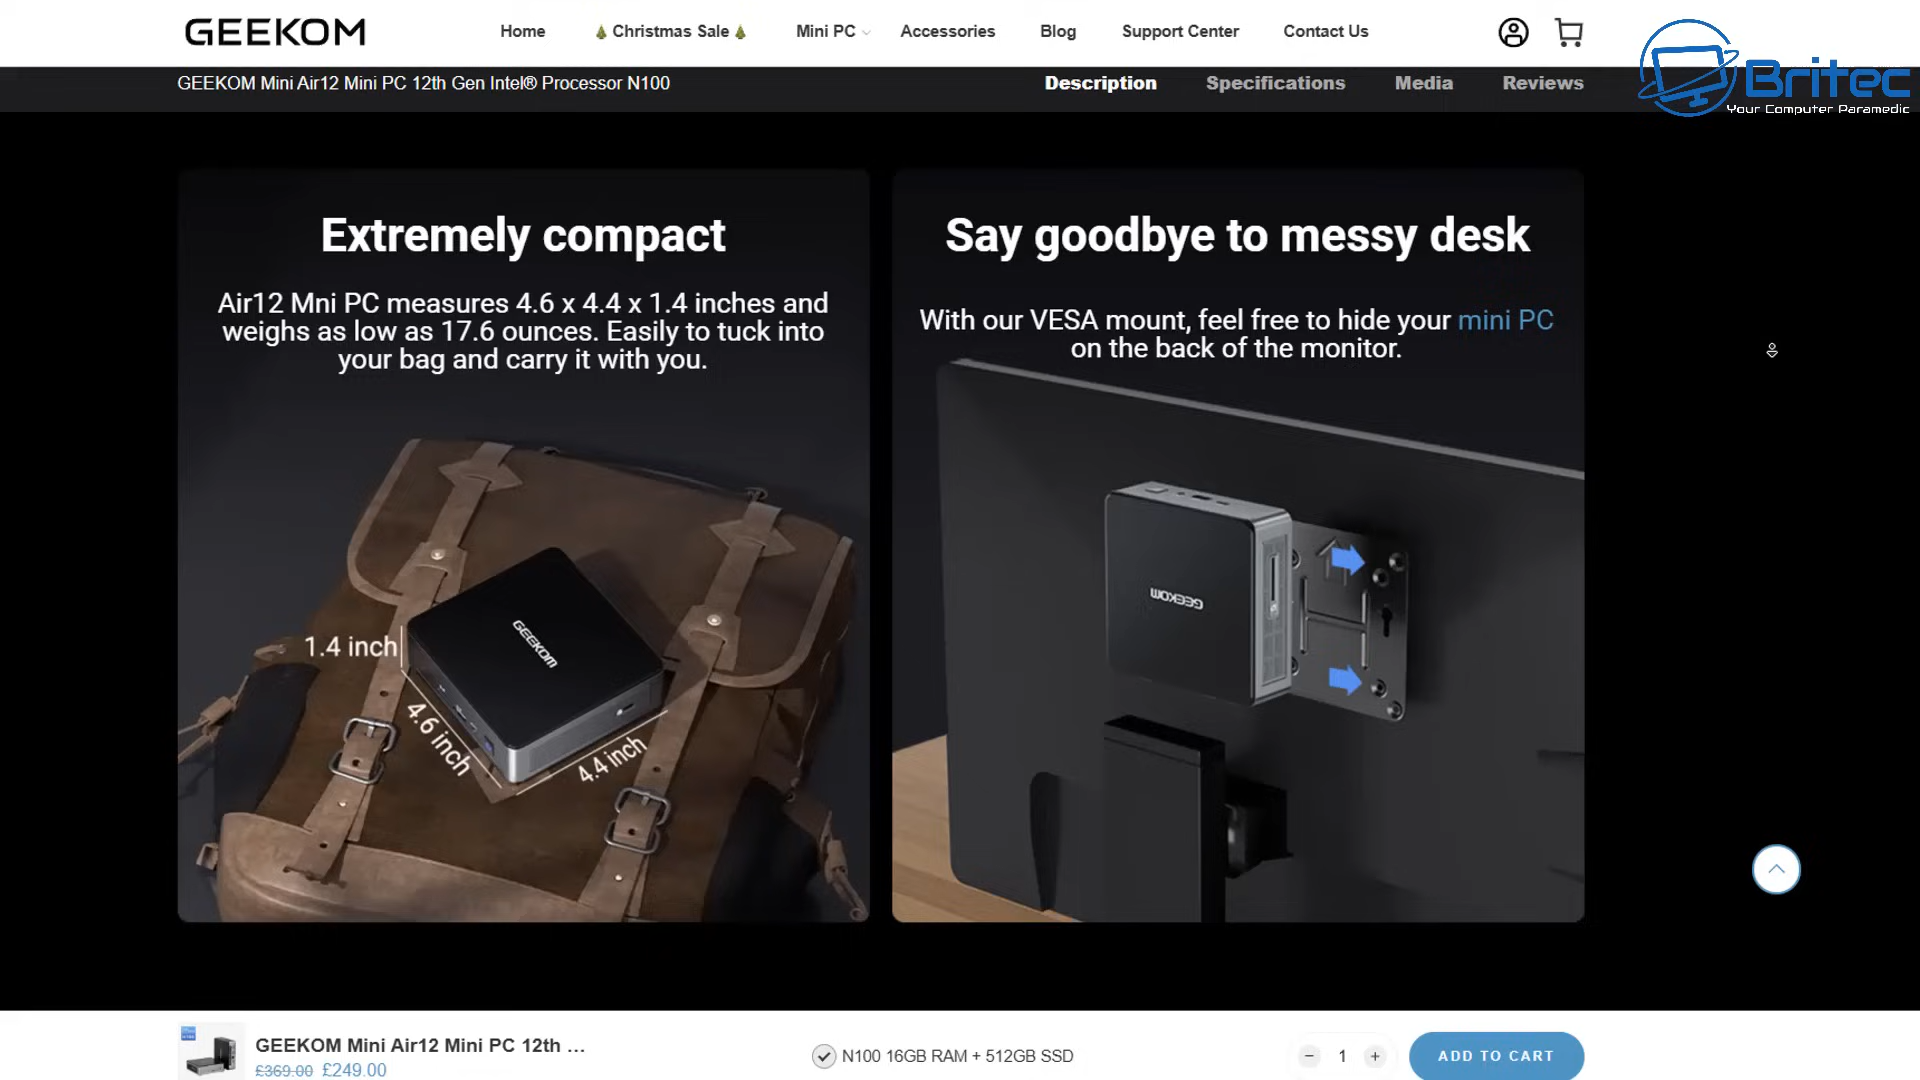 GEEKOM
Home
Christmas Sale
Mini PC
Accessories
Blog
Support Center
Contact Us
Britec
Your Computer Paramedic
GEEKOM Mini Air12 Mini PC 12th Gen Intel® Processor N100
Description
Specifications
Media
Reviews
Extremely compact
Air12 Mni PC measures 4.6 x 4.4 x 1.4 inches and
weighs as low as 17.6 ounces. Easily to tuck into
your bag and carry it with you.
GEEKOM
1.4 inch
4.6 inch
4.4 inch
Say goodbye to messy desk
With our VESA mount, feel free to hide your mini PC
on the back of the monitor.
GEEKOM
GEEKOM Mini Air12 Mini PC 12th ...
£369.00 £249.00
N100 16GB RAM + 512GB SSD
− 1 +
ADD TO CART